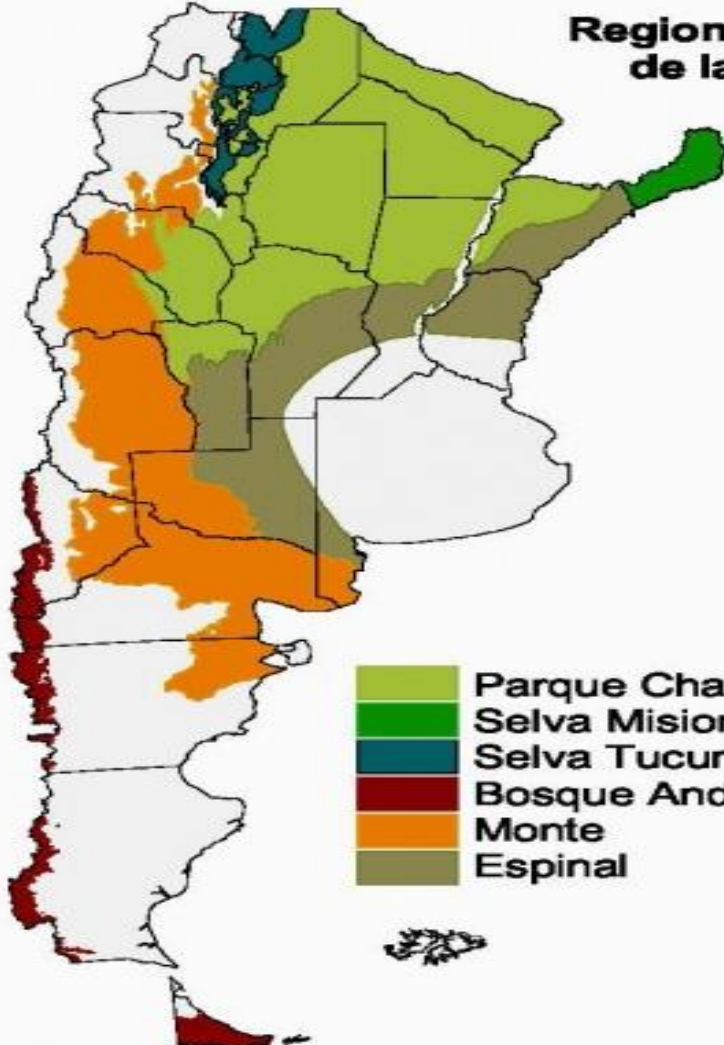 Region
de la
Parque Cha
Selva Mision
Selva Tucur
Bosque And
Monte
Espinal